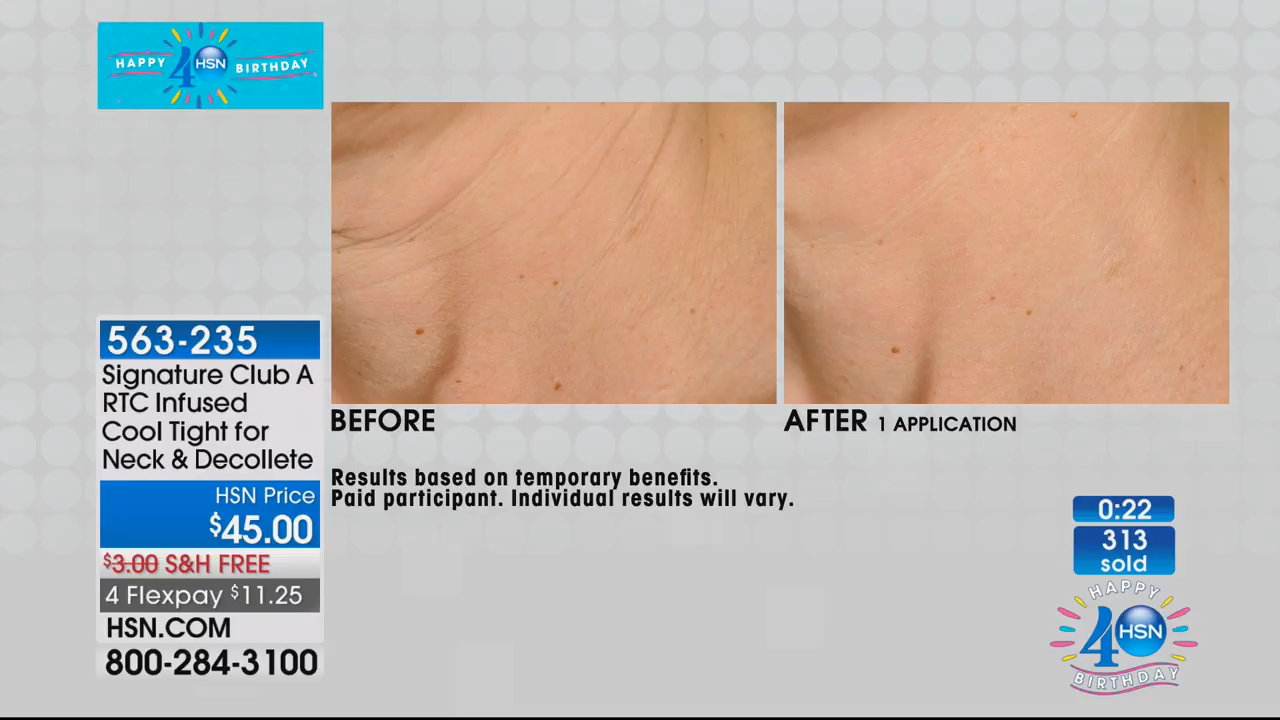 HAPPY 40 HSN BIRTHDAY
563-235
Signature Club A
RTC Infused
Cool Tight for
Neck & Decollete
HSN Price
$45.00
$3.00 S&H FREE
4 Flexpay $11.25
HSN.COM
800-284-3100
BEFORE
AFTER 1 APPLICATION
Results based on temporary benefits.
Paid participant. Individual results will vary.
0:22
313
sold
HAPPY
40 HSN
BIRTHDAY